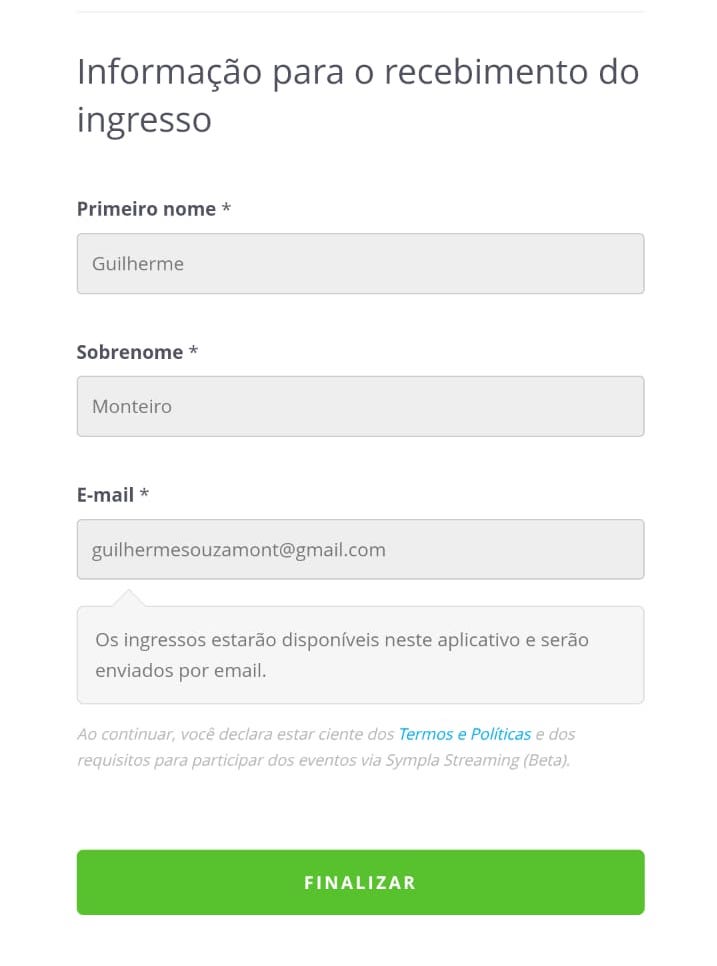 Informação para o recebimento do
ingresso
Primeiro nome *
Guilherme
Sobrenome *
Monteiro
E-mail *
guilhermesouzamont@gmail.com
Os ingressos estarão disponíveis neste aplicativo e serão
enviados por email.
Ao continuar, você declara estar ciente dos Termos e Políticas e dos
requisitos para participar dos eventos via Sympla Streaming (Beta).
FINALIZAR